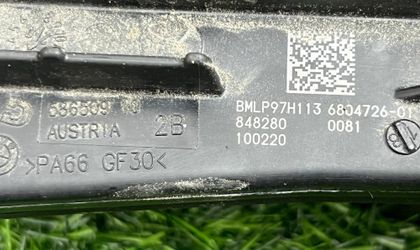 AUSTRIA 2B
>PA66 GF30<
BMLP97H113 6804726-01
848280 0081
100220